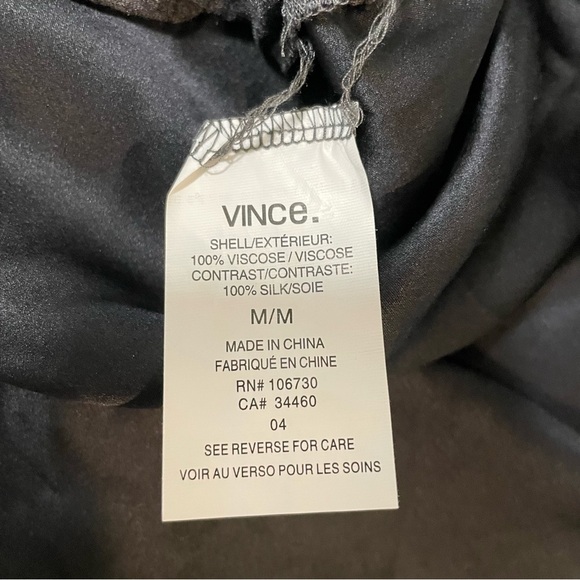 VINCe.
SHELL/EXTÉRIEUR:
100% VISCOSE / VISCOSE
CONTRAST/CONTRASTE:
100% SILK/SOIE
M/M
MADE IN CHINA
FABRIQUÉ EN CHINE
RN# 106730
CA# 34460
04
SEE REVERSE FOR CARE
VOIR AU VERSO POUR LES SOINS